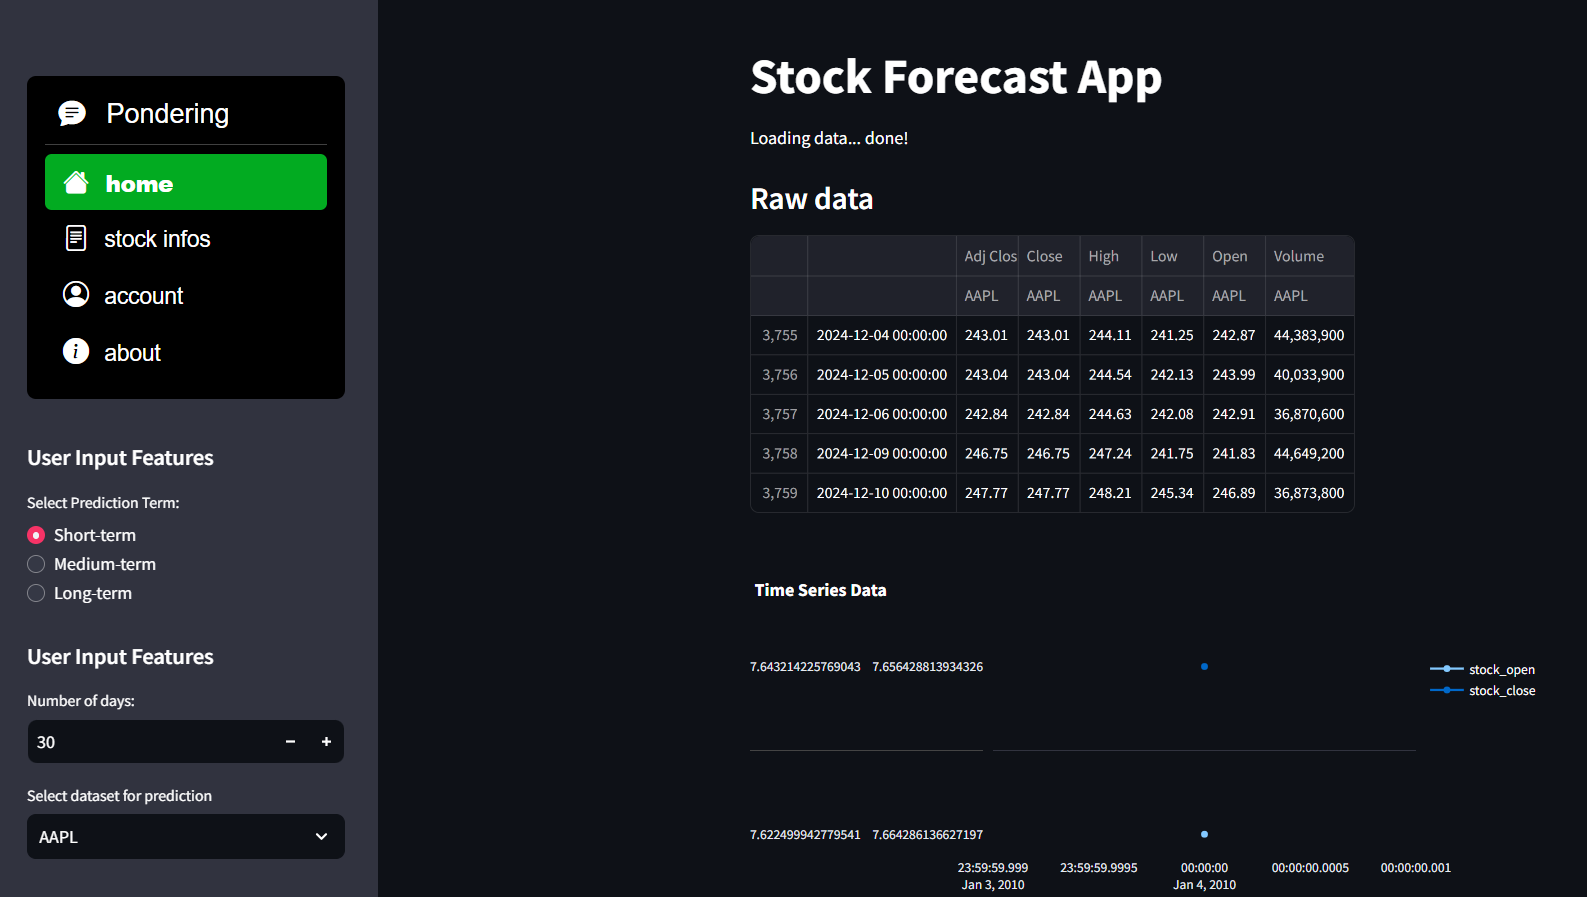 Pondering
home
stock infos
account
about
User Input Features
Select Prediction Term:
Short-term
Medium-term
Long-term
User Input Features
Number of days:
30 − +
Select dataset for prediction
AAPL
Stock Forecast App
Loading data... done!
Raw data
Adj Clos Close High Low Open Volume
AAPL AAPL AAPL AAPL AAPL AAPL
3,755 2024-12-04 00:00:00 243.01 243.01 244.11 241.25 242.87 44,383,900
3,756 2024-12-05 00:00:00 243.04 243.04 244.54 242.13 243.99 40,033,900
3,757 2024-12-06 00:00:00 242.84 242.84 244.63 242.08 242.91 36,870,600
3,758 2024-12-09 00:00:00 246.75 246.75 247.24 241.75 241.83 44,649,200
3,759 2024-12-10 00:00:00 247.77 247.77 248.21 245.34 246.89 36,873,800
Time Series Data
7.643214225769043 7.656428813934326
stock_open
stock_close
7.622499942779541 7.664286136627197
23:59:59.999 23:59:59.9995 00:00:00 00:00:00.0005 00:00:00.001
Jan 3, 2010 Jan 4, 2010